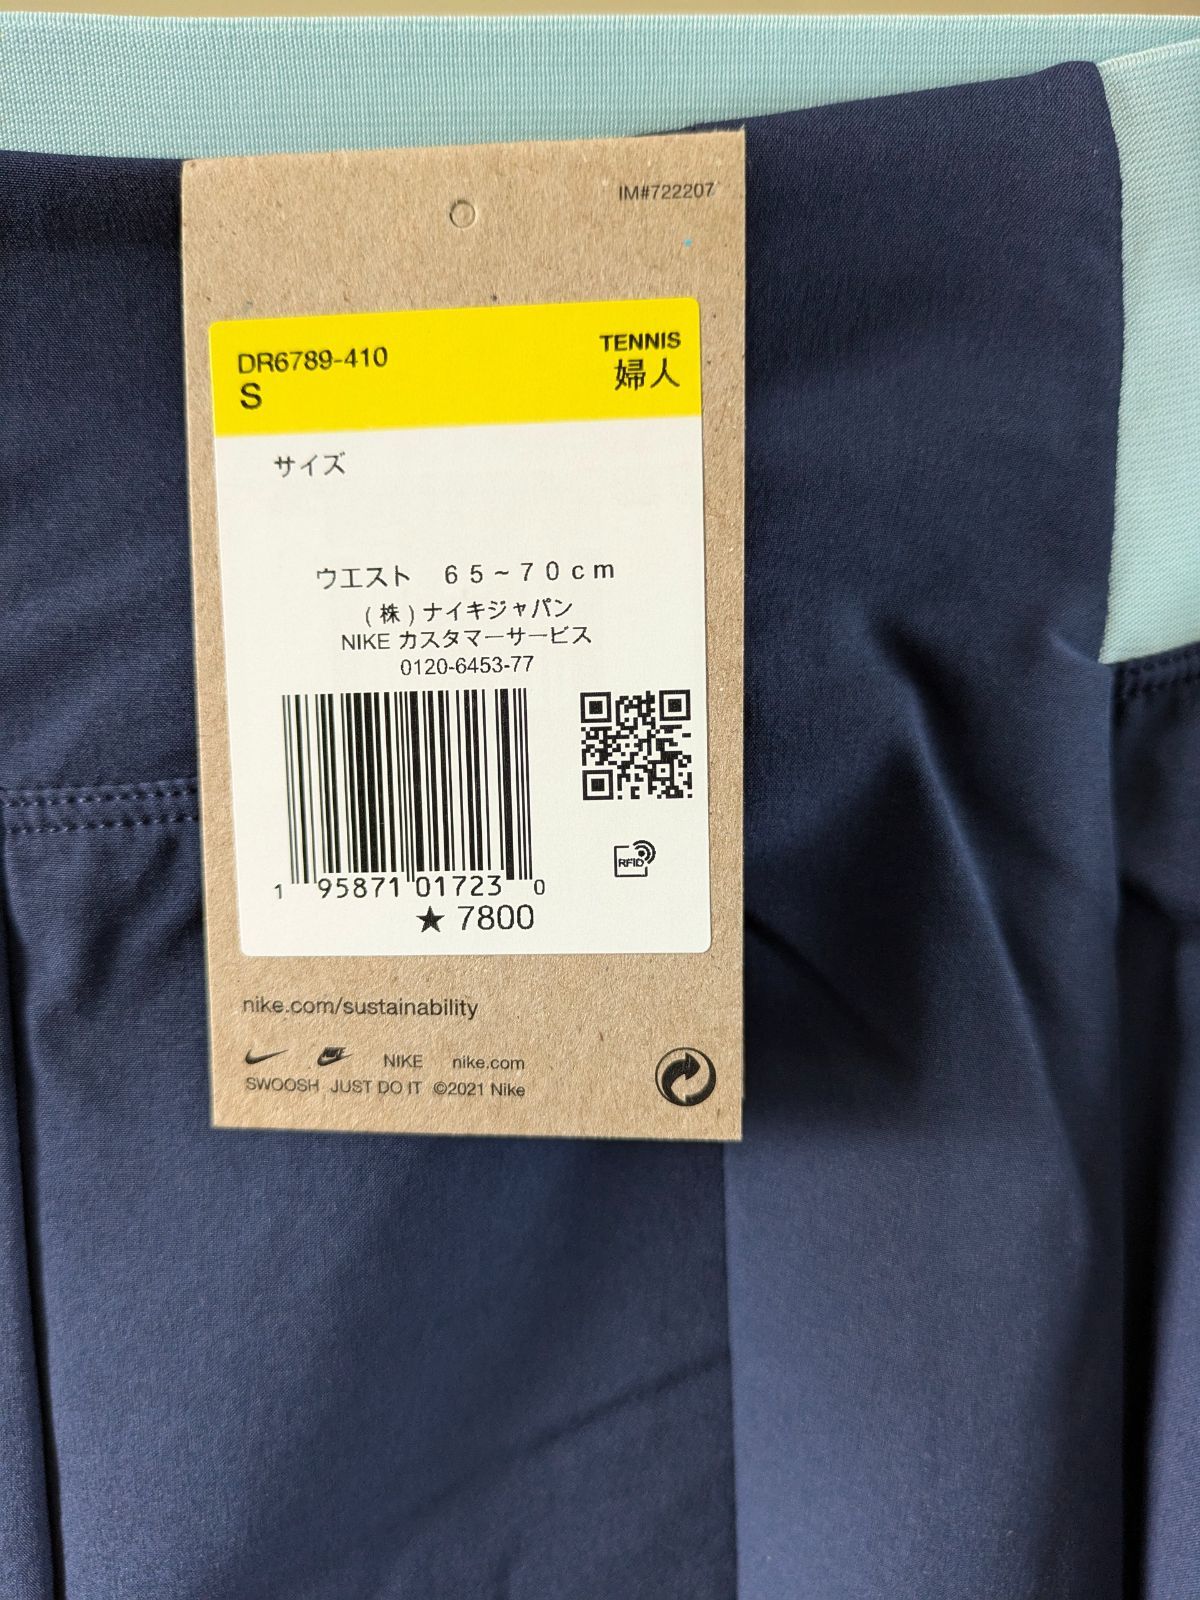 IM#722207
DR6789-410
TENNIS
S
婦人
サイズ
ウエスト 65~70cm
(株)ナイキジャパン
NIKE カスタマーサービス
0120-6453-77
RFID
1 95871 01723 0
★ 7800
nike.com/sustainability
NIKE nike.com
SWOOSH JUST DO IT ©2021 Nike